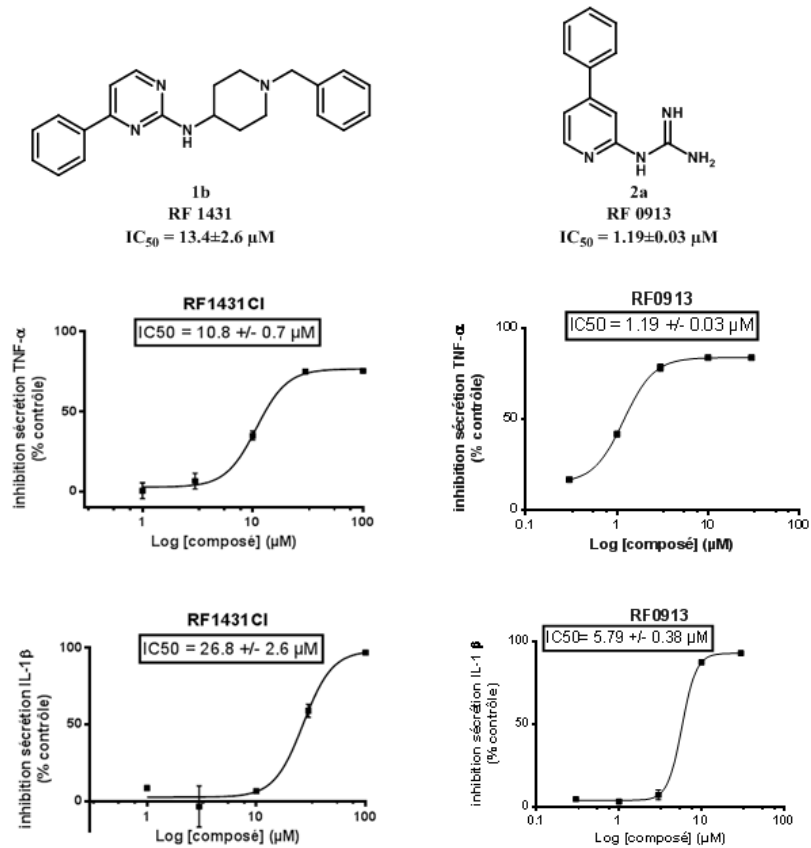 N
N
N
N
H
1b
RF 1431
IC50 = 13.4±2.6 µM
N
N
H
NH
NH2
2a
RF 0913
IC50 = 1.19±0.03 µM
RF1431Cl
IC50 = 10.8 +/- 0.7 µM
inhibition sécrétion TNF-α
(% contrôle)
100
50
0
1
10
100
Log [composé] (µM)
RF0913
IC50 = 1.19 +/- 0.03 µM
inhibition sécrétion TNF-α
(% contrôle)
100
50
0
0.1
1
10
100
Log [composé] (µM)
RF1431Cl
IC50 = 26.8 +/- 2.6 µM
inhibition sécrétion IL-1β
(% contrôle)
100
50
0
1
10
100
Log [composé] (µM)
RF0913
IC50= 5.79 +/- 0.38 µM
inhibition sécrétion IL-1 β
(% contrôle)
100
50
0
0.1
1
10
100
Log [composé] (µM)